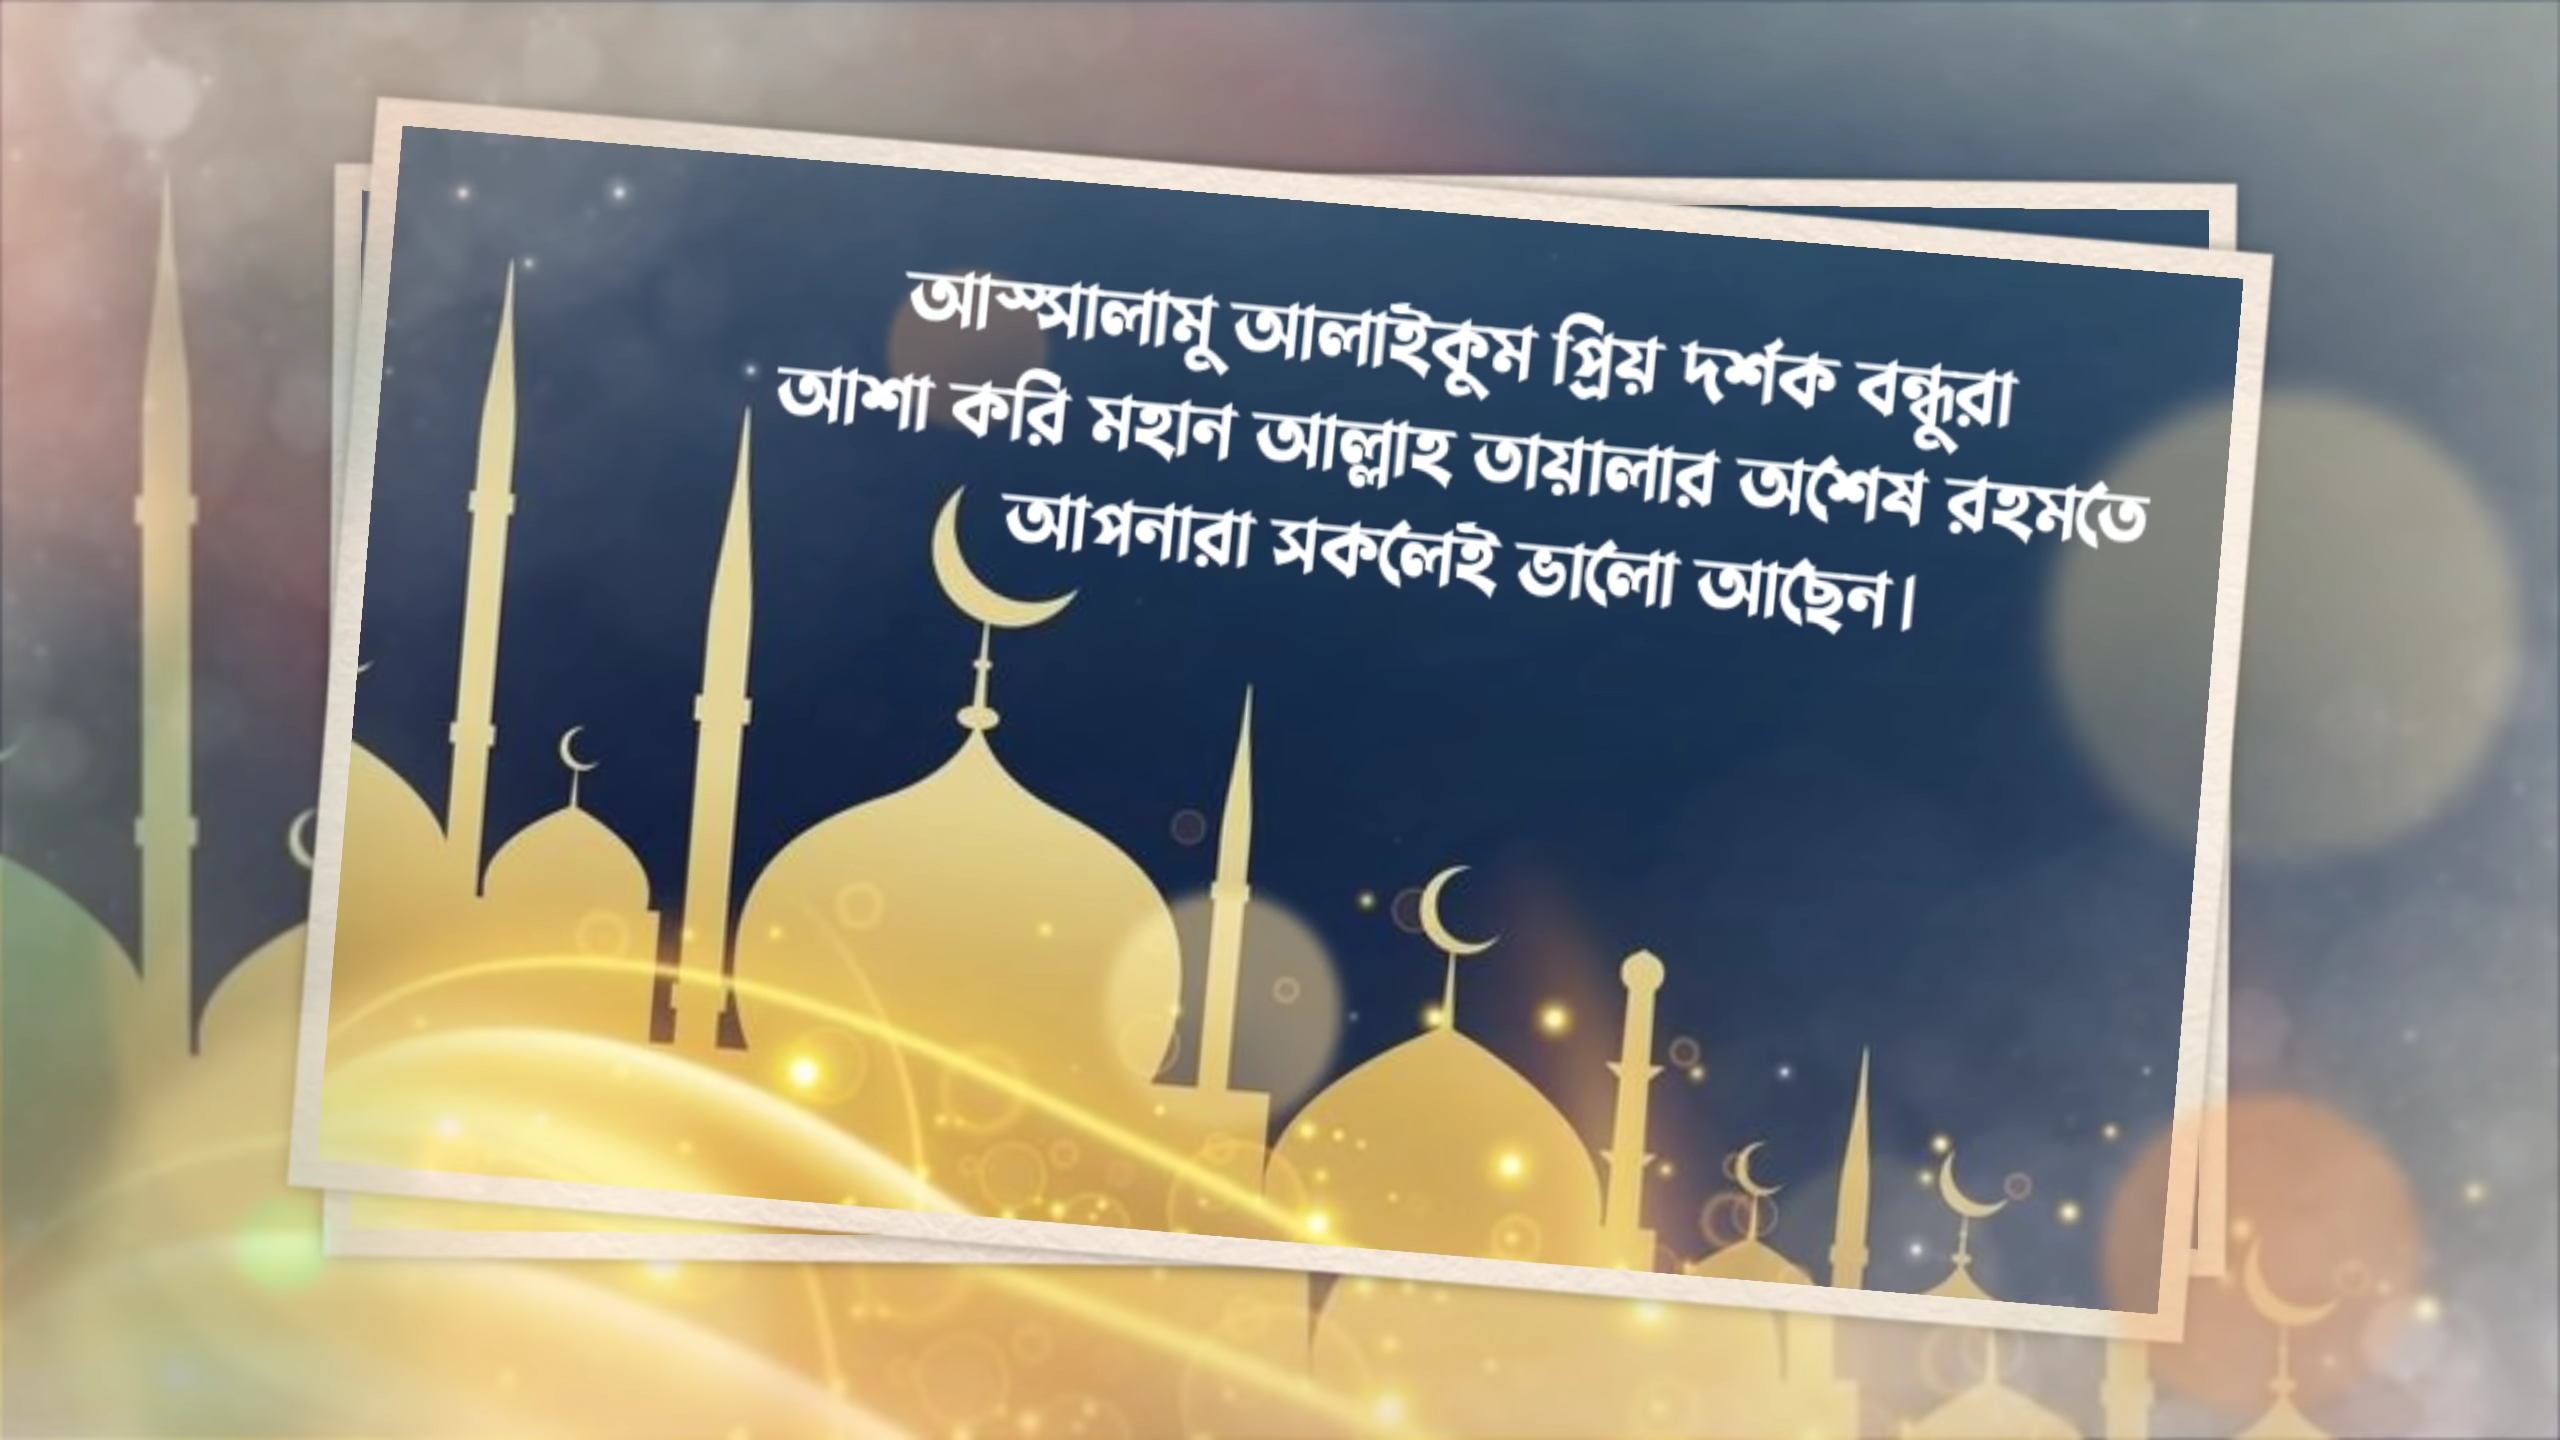 আস্সালামু আলাইকুম প্রিয় দর্শক বন্ধুরা
আশা করি মহান আল্লাহ তায়ালার অশেষ রহমতে
আপনারা সকলেই ভালো আছেন।